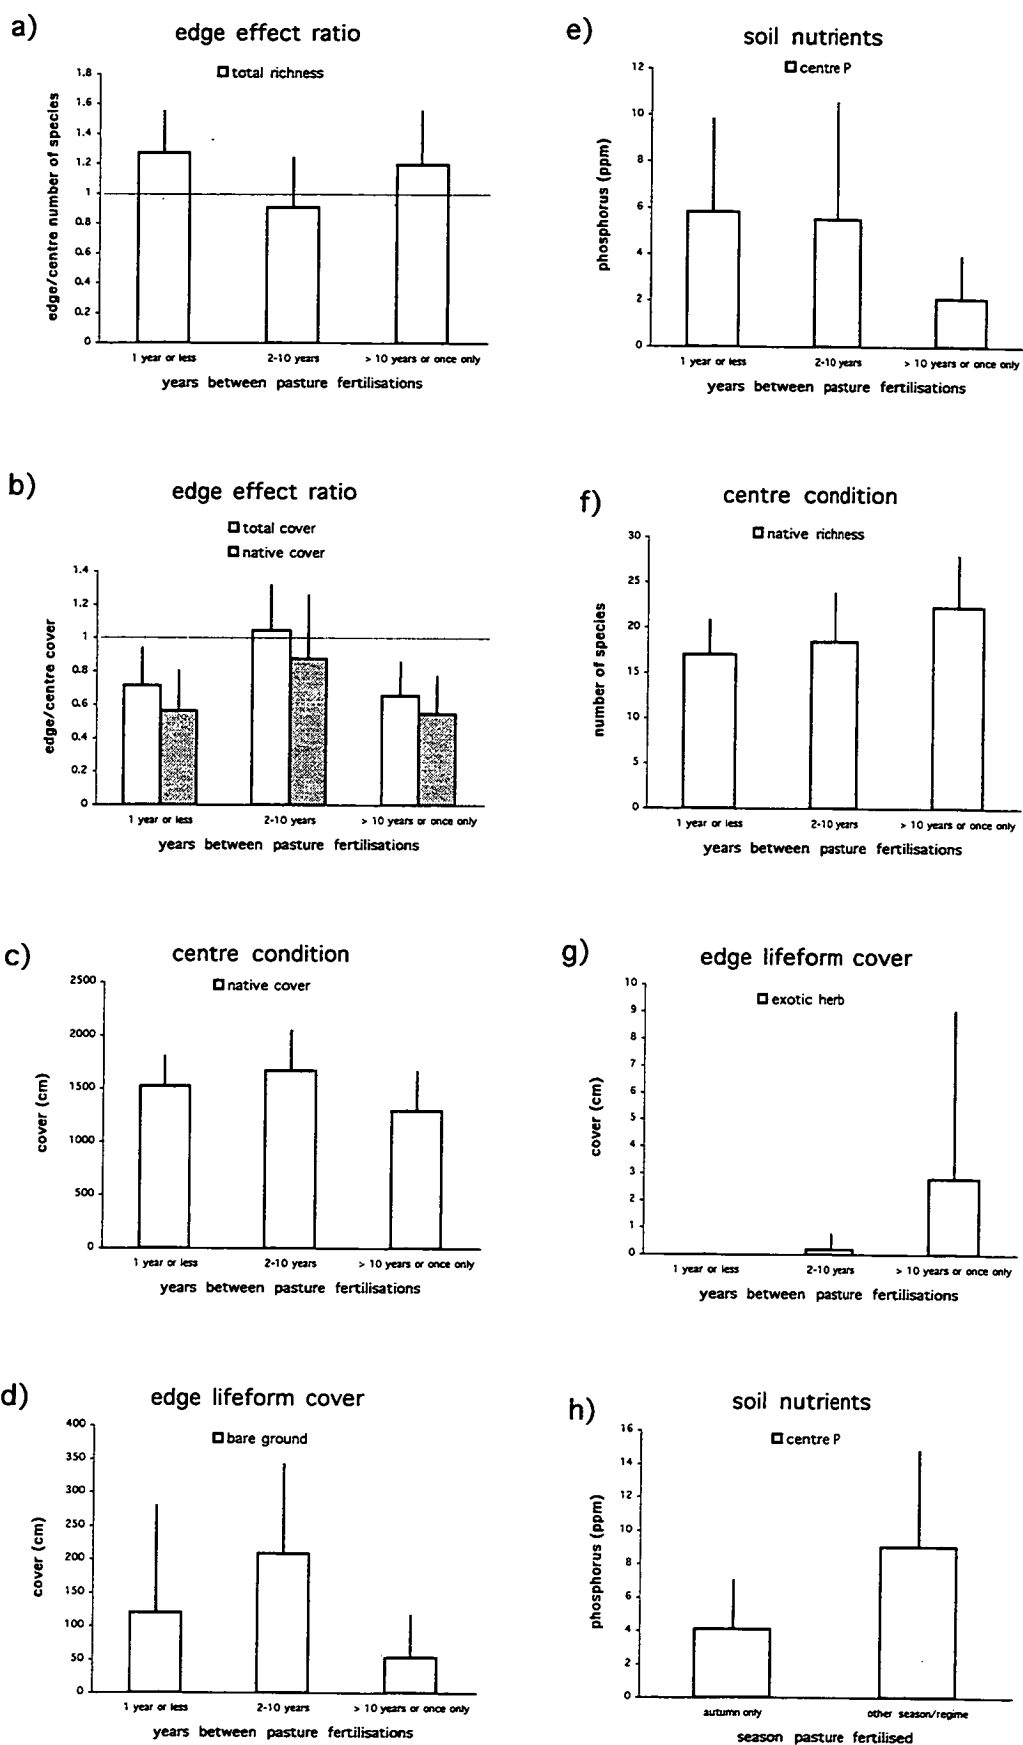 a)
edge effect ratio
total richness
edge/centre number of species
1.8
1.6
1.4
1.2
1
0.8
0.6
0.4
0.2
0
1 year or less 2-10 years > 10 years or once only
years between pasture fertilisations
e)
soil nutrients
centre P
phosphorus (ppm)
12
10
8
6
4
2
0
1 year or less 2-10 years > 10 years or once only
years between pasture fertilisations
b)
edge effect ratio
total cover
native cover
edge/centre cover
1.4
1.2
1
0.8
0.6
0.4
0.2
0
1 year or less 2-10 years > 10 years or once only
years between pasture fertilisations
f)
centre condition
native richness
number of species
30
25
20
15
10
5
0
1 year or less 2-10 years > 10 years or once only
years between pasture fertilisations
c)
centre condition
native cover
cover (cm)
2500
2000
1500
1000
500
0
1 year or less 2-10 years > 10 years or once only
years between pasture fertilisations
g)
edge lifeform cover
exotic herb
cover (cm)
10
9
8
7
6
5
4
3
2
1
0
1 year or less 2-10 years > 10 years or once only
years between pasture fertilisations
d)
edge lifeform cover
bare ground
cover (cm)
400
350
300
250
200
150
100
50
0
1 year or less 2-10 years > 10 years or once only
years between pasture fertilisations
h)
soil nutrients
centre P
phosphorus (ppm)
16
14
12
10
8
6
4
2
0
autumn only other season/regime
season pasture fertilised